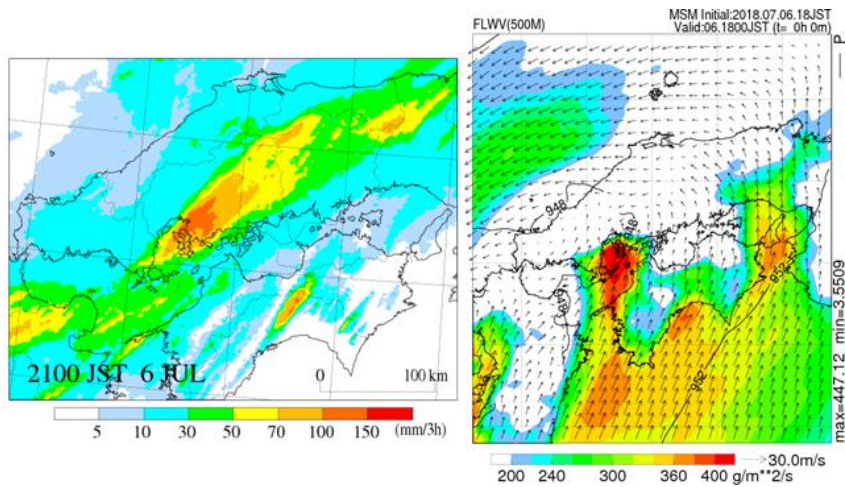 2100 JST 6 JUL
0 100 km
5 10 30 50 70 100 150 (mm/3h)
FLWV(500M)
MSM Initial:2018.07.06.18JST
Valid:06.1800JST (t= 0h 0m)
P
max=447.12 min=3.5509
948
952
952
30.0m/s
200 240 300 360 400 g/m**2/s